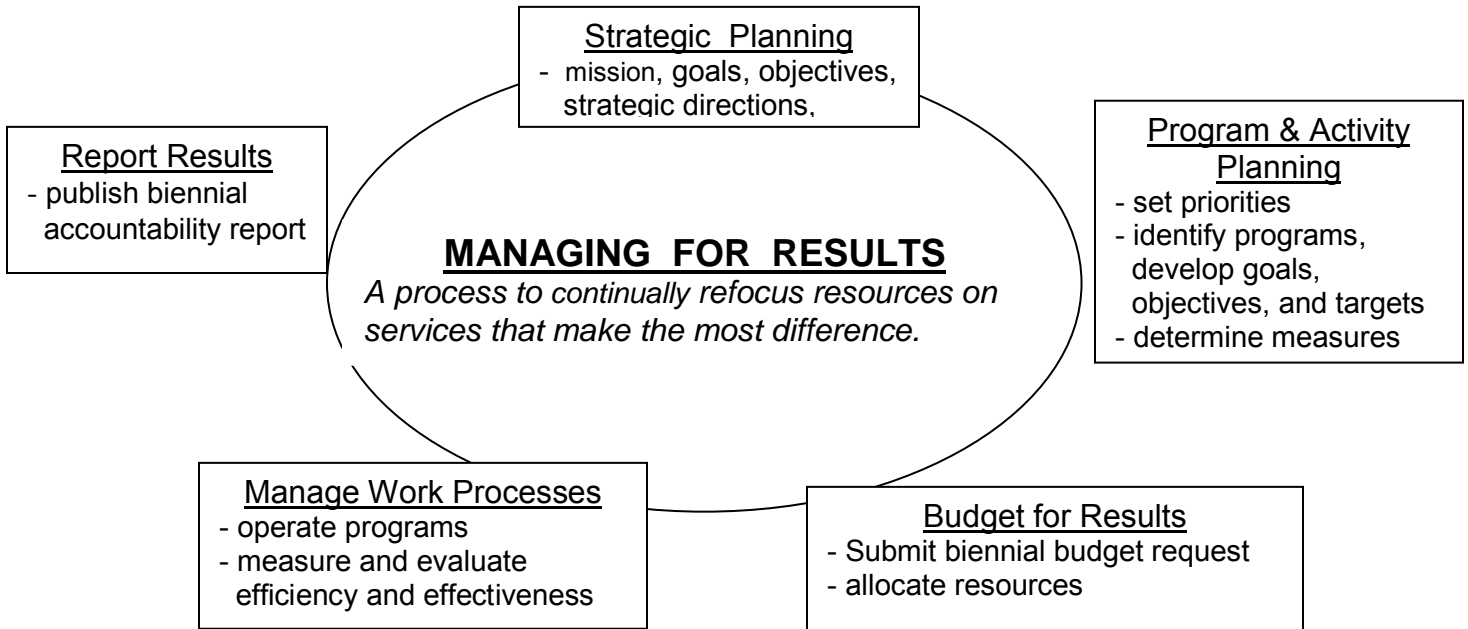 Strategic Planning
- mission, goals, objectives,
strategic directions,
Program & Activity
Planning
- set priorities
- identify programs,
develop goals,
objectives, and targets
- determine measures
Report Results
- publish biennial
accountability report
MANAGING FOR RESULTS
A process to continually refocus resources on
services that make the most difference.
Manage Work Processes
- operate programs
- measure and evaluate
efficiency and effectiveness
Budget for Results
- Submit biennial budget request
- allocate resources